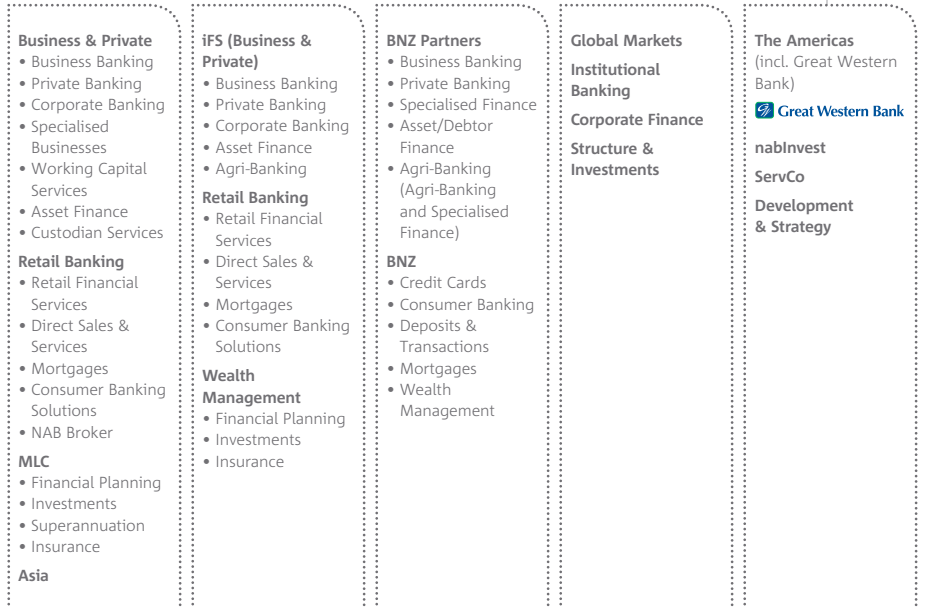 Business & Private
• Business Banking
• Private Banking
• Corporate Banking
• Specialised
Businesses
• Working Capital
Services
• Asset Finance
• Custodian Services
Retail Banking
• Retail Financial
Services
• Direct Sales &
Services
• Mortgages
• Consumer Banking
Solutions
• NAB Broker
MLC
• Financial Planning
• Investments
• Superannuation
• Insurance
Asia
iFS (Business &
Private)
• Business Banking
• Private Banking
• Corporate Banking
• Asset Finance
• Agri-Banking
Retail Banking
• Retail Financial
Services
• Direct Sales &
Services
• Mortgages
• Consumer Banking
Solutions
Wealth
Management
• Financial Planning
• Investments
• Insurance
BNZ Partners
• Business Banking
• Private Banking
• Specialised Finance
• Asset/Debtor
Finance
• Agri-Banking
(Agri-Banking
and Specialised
Finance)
BNZ
• Credit Cards
• Consumer Banking
• Deposits &
Transactions
• Mortgages
• Wealth
Management
Global Markets
Institutional
Banking
Corporate Finance
Structure &
Investments
The Americas
(incl. Great Western
Bank)
Great Western Bank
nabInvest
ServCo
Development
& Strategy